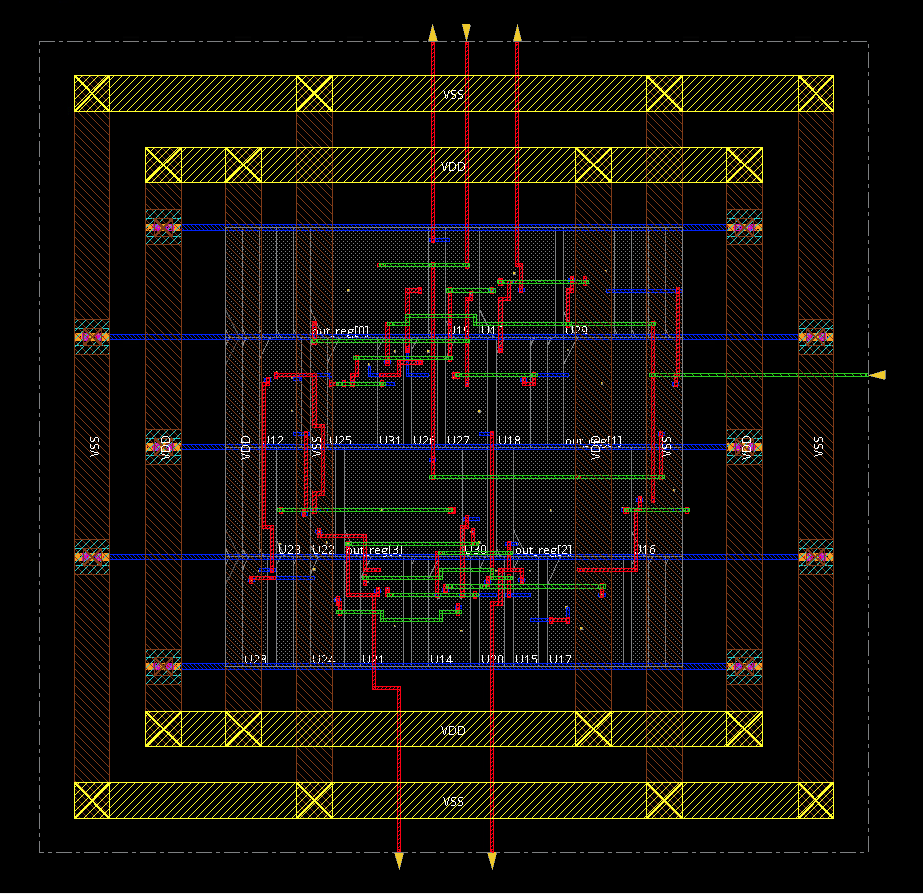 VSS
VDD
out_reg[0] U19 U11 U29
U12 U25 U31 U26 U27 U18 out_reg[1]
VSS VDD VDD VSS VDD VSS VDD VSS
U23 U22 out_reg[3] U30 out_reg[2] U16
U28 U24 U21 U14 U20 U15 U17
VDD
VSS